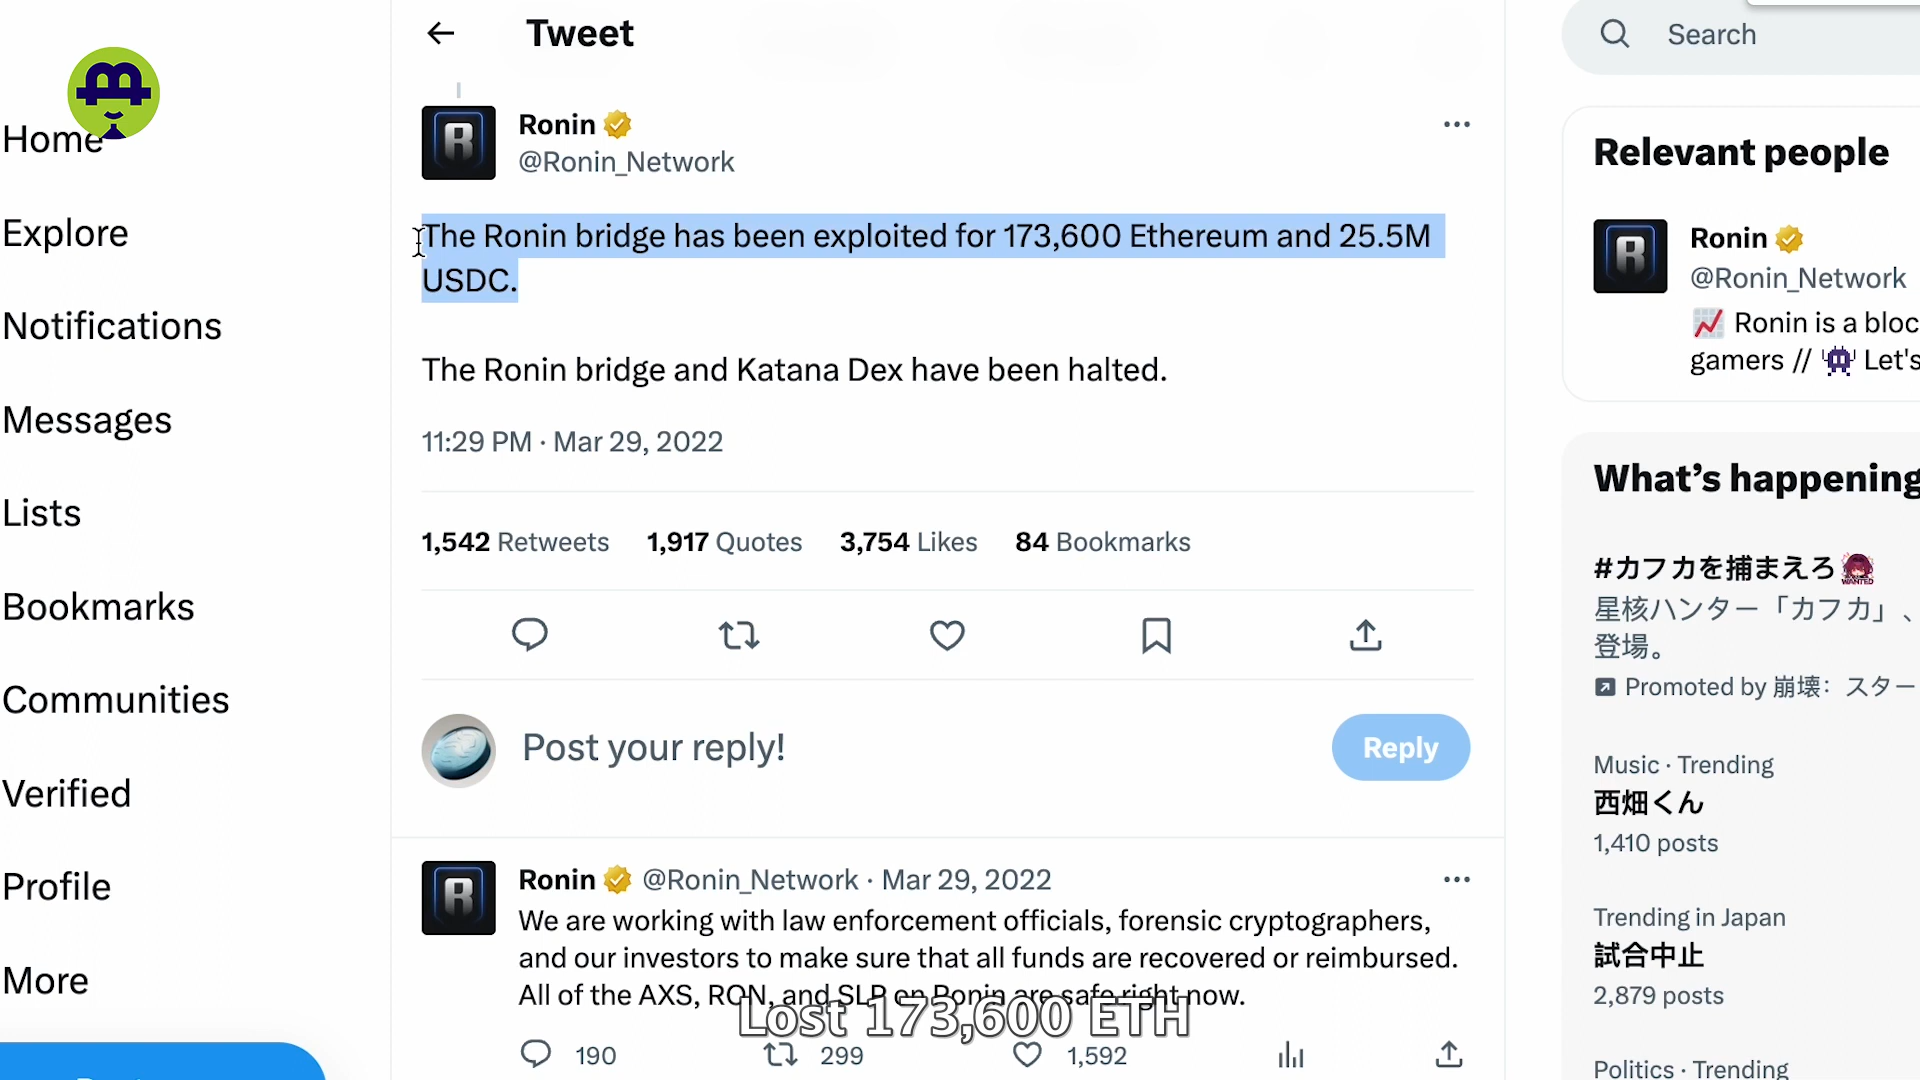 Home
Explore
Notifications
Messages
Lists
Bookmarks
Communities
Verified
Profile
More
Tweet
Ronin
@Ronin_Network
The Ronin bridge has been exploited for 173,600 Ethereum and 25.5M
USDC.
The Ronin bridge and Katana Dex have been halted.
11:29 PM · Mar 29, 2022
1,542 Retweets 1,917 Quotes 3,754 Likes 84 Bookmarks
Post your reply!
Reply
Ronin @Ronin_Network · Mar 29, 2022
We are working with law enforcement officials, forensic cryptographers,
and our investors to make sure that all funds are recovered or reimbursed.
All of the AXS, RON, and SLP on Ronin are safe right now.
Lost 173,600 ETH
190 299 1,592
Search
Relevant people
Ronin
@Ronin_Network
Ronin is a bloc
gamers // Let's
What's happening
#カフカを捕まえろ
WANTED
星核ハンター「カフカ」、
登場。
Promoted by 崩壊：スター
Music · Trending
西畑くん
1,410 posts
Trending in Japan
試合中止
2,879 posts
Politics · Trending